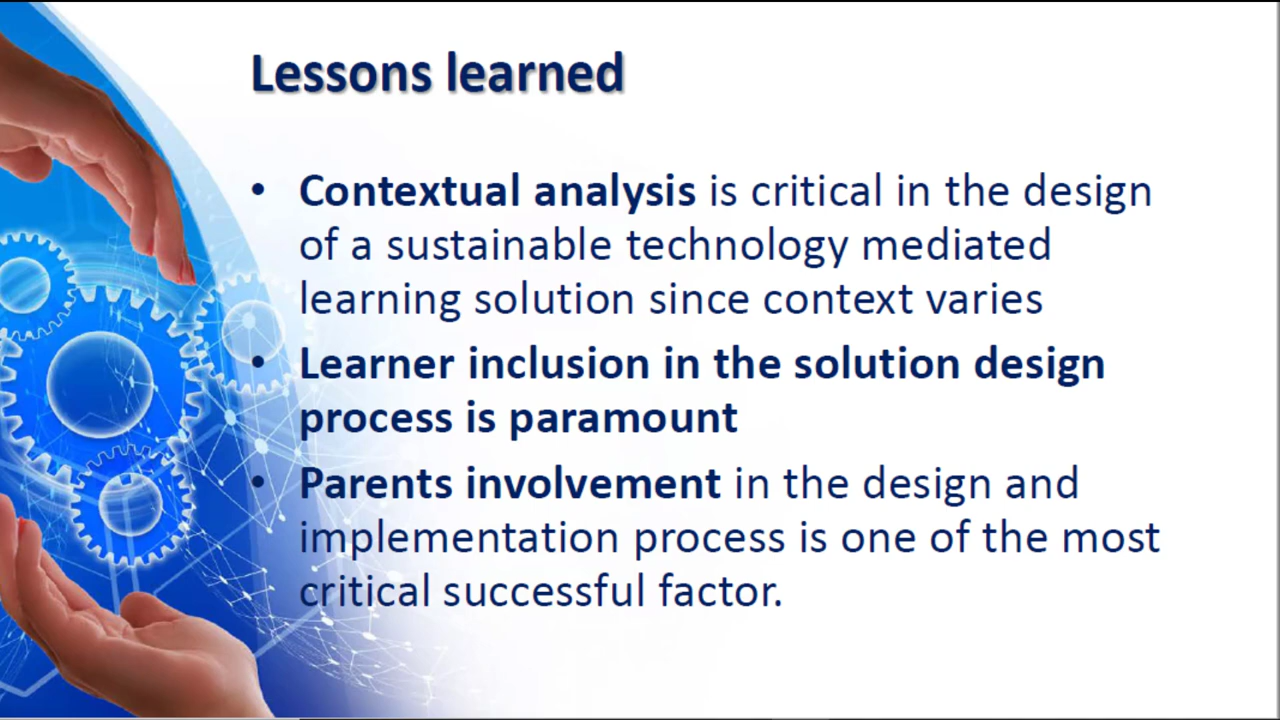 Lessons learned
• Contextual analysis is critical in the design
of a sustainable technology mediated
learning solution since context varies
• Learner inclusion in the solution design
process is paramount
• Parents involvement in the design and
implementation process is one of the most
critical successful factor.